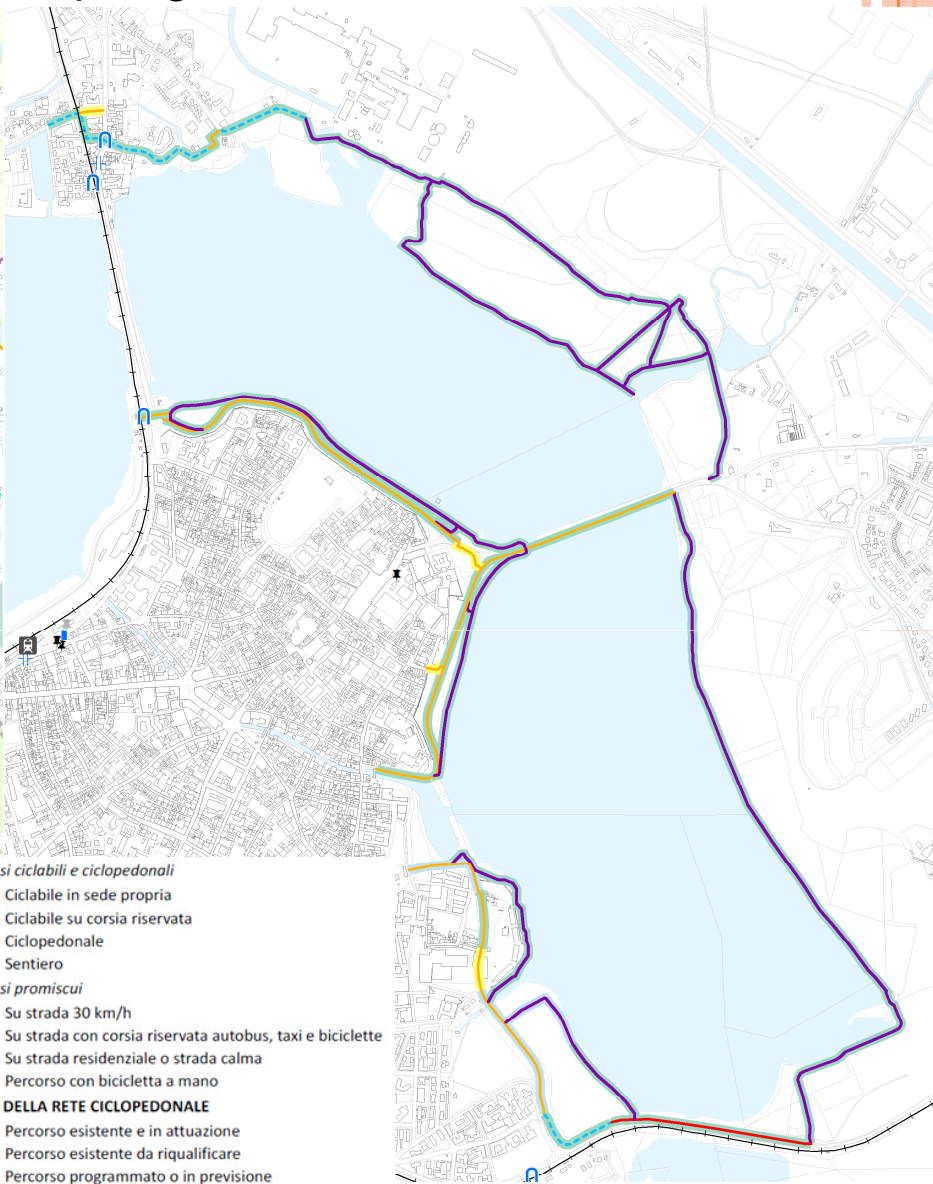 si ciclabili e ciclopedonali
Ciclabile in sede propria
Ciclabile su corsia riservata
Ciclopedonale
Sentiero
si promiscui
Su strada 30 km/h
Su strada con corsia riservata autobus, taxi e biciclette
Su strada residenziale o strada calma
Percorso con bicicletta a mano
DELLA RETE CICLOPEDONALE
Percorso esistente e in attuazione
Percorso esistente da riqualificare
Percorso programmato o in previsione